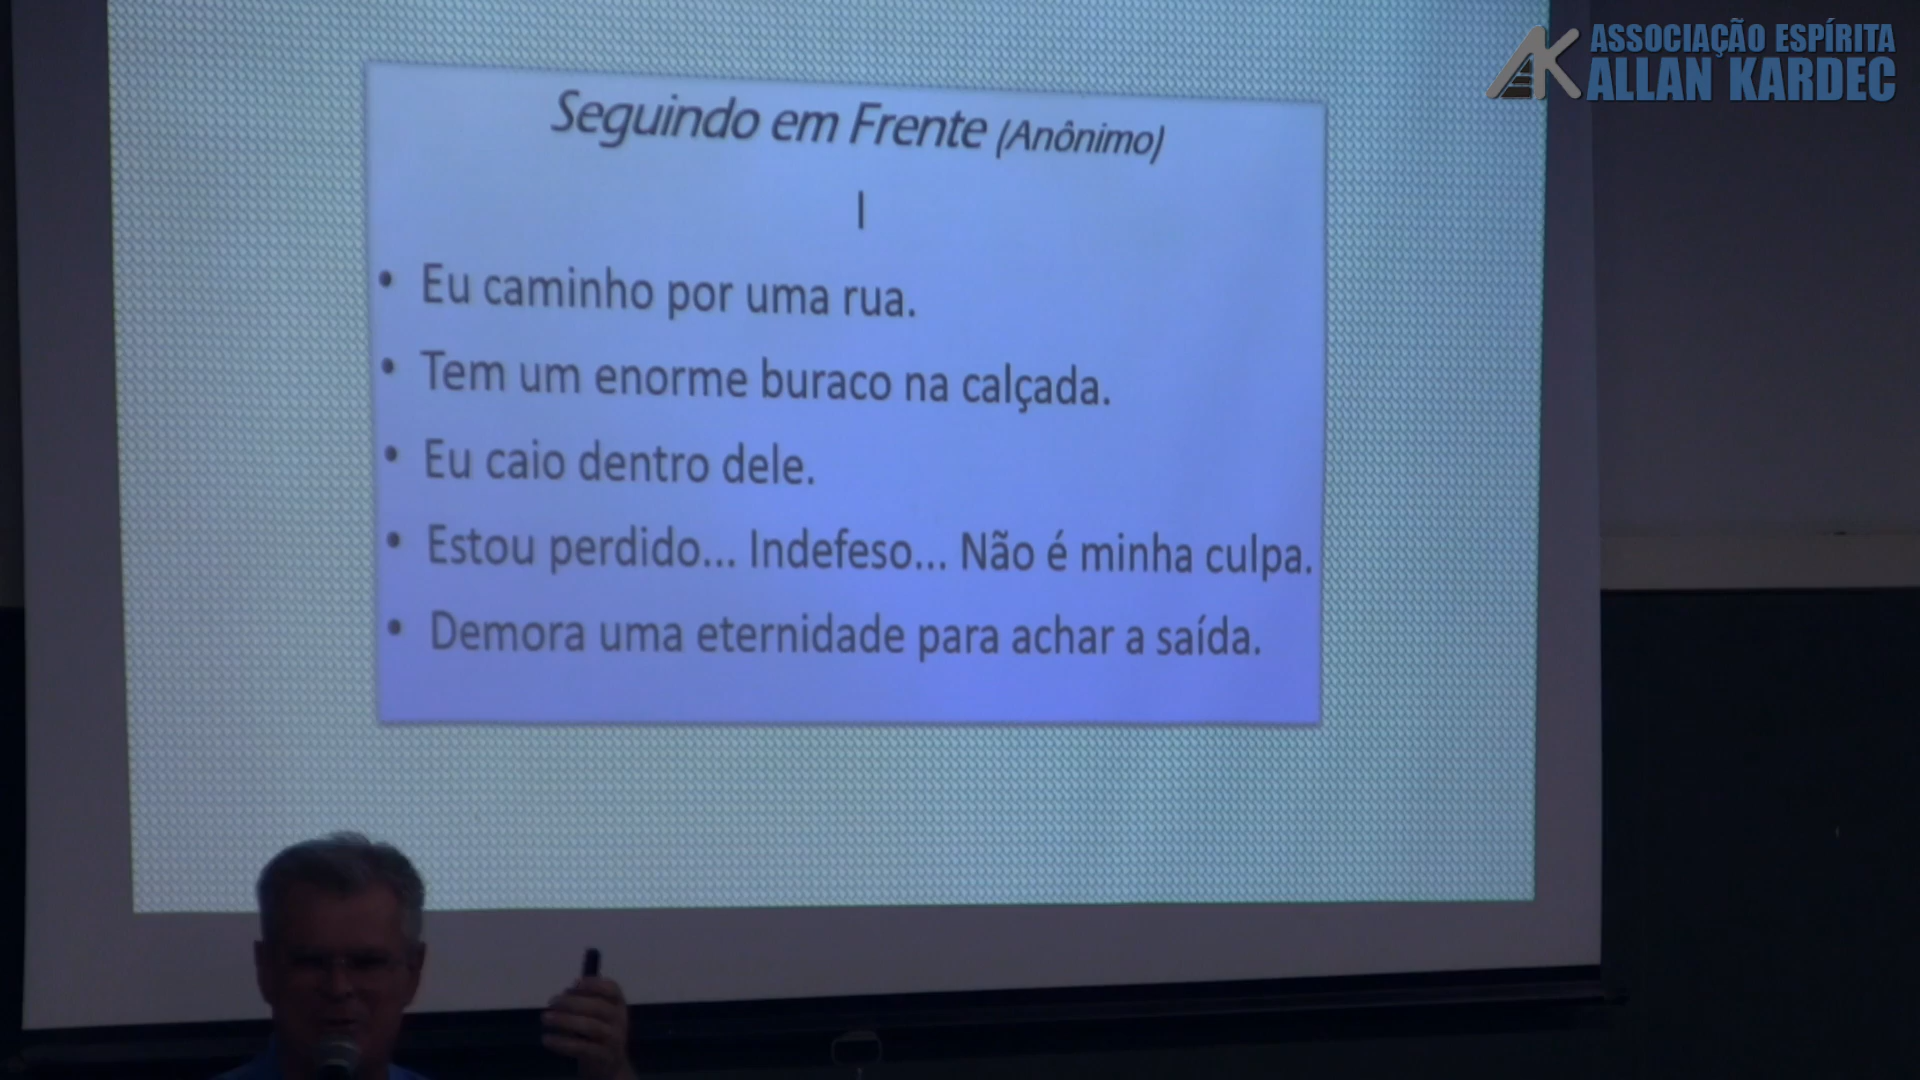 ASSOCIAÇÃO ESPÍRITA
ALLAN KARDEC
Seguindo em Frente (Anônimo)
I
• Eu caminho por uma rua.
• Tem um enorme buraco na calçada.
• Eu caio dentro dele.
• Estou perdido... Indefeso... Não é minha culpa.
• Demora uma eternidade para achar a saída.